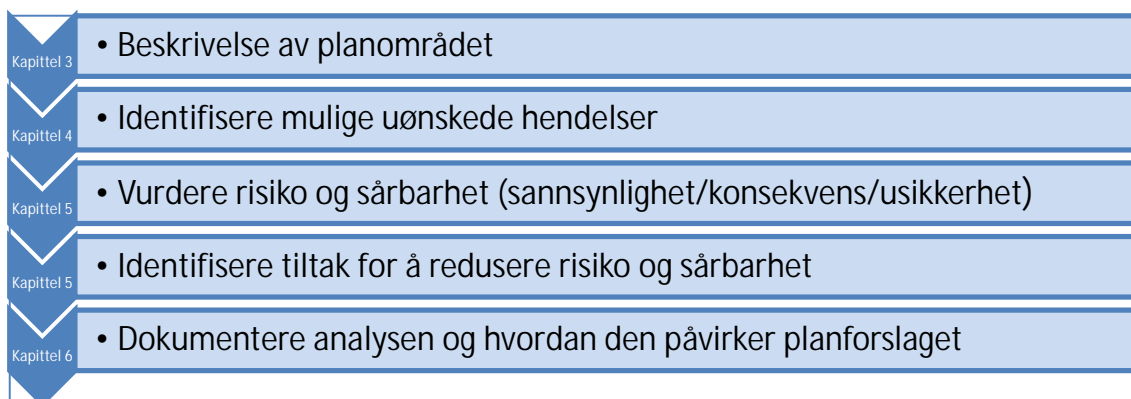 Kapittel 3
• Beskrivelse av planområdet
Kapittel 4
• Identifisere mulige uønskede hendelser
Kapittel 5
• Vurdere risiko og sårbarhet (sannsynlighet/konsekvens/usikkerhet)
Kapittel 5
• Identifisere tiltak for å redusere risiko og sårbarhet
Kapittel 6
• Dokumentere analysen og hvordan den påvirker planforslaget